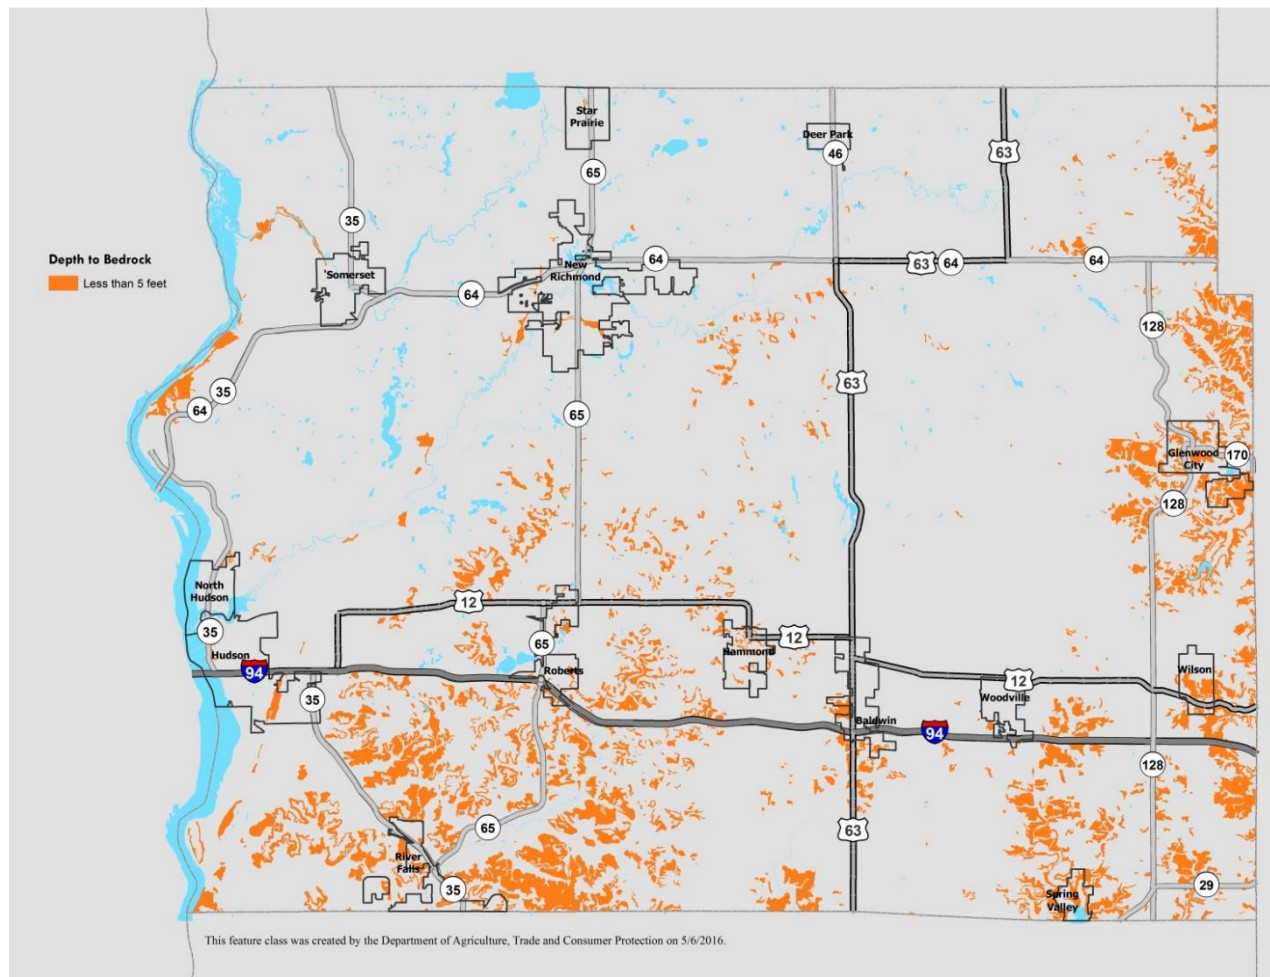 Star
Prairie
Deer Park
46
63
65
35
Depth to Bedrock
Less than 5 feet
Somerset
New
Richmond
64
63
64
64
64
128
35
64
63
65
Glenwood
City
170
128
North
Hudson
12
35
65
12
Hammond
Hudson
94
Roberts
Wilson
12
Woodville
35
Baldwin
94
128
65
63
River
Falls
35
29
Spring
Valley
This feature class was created by the Department of Agriculture, Trade and Consumer Protection on 5/6/2016.